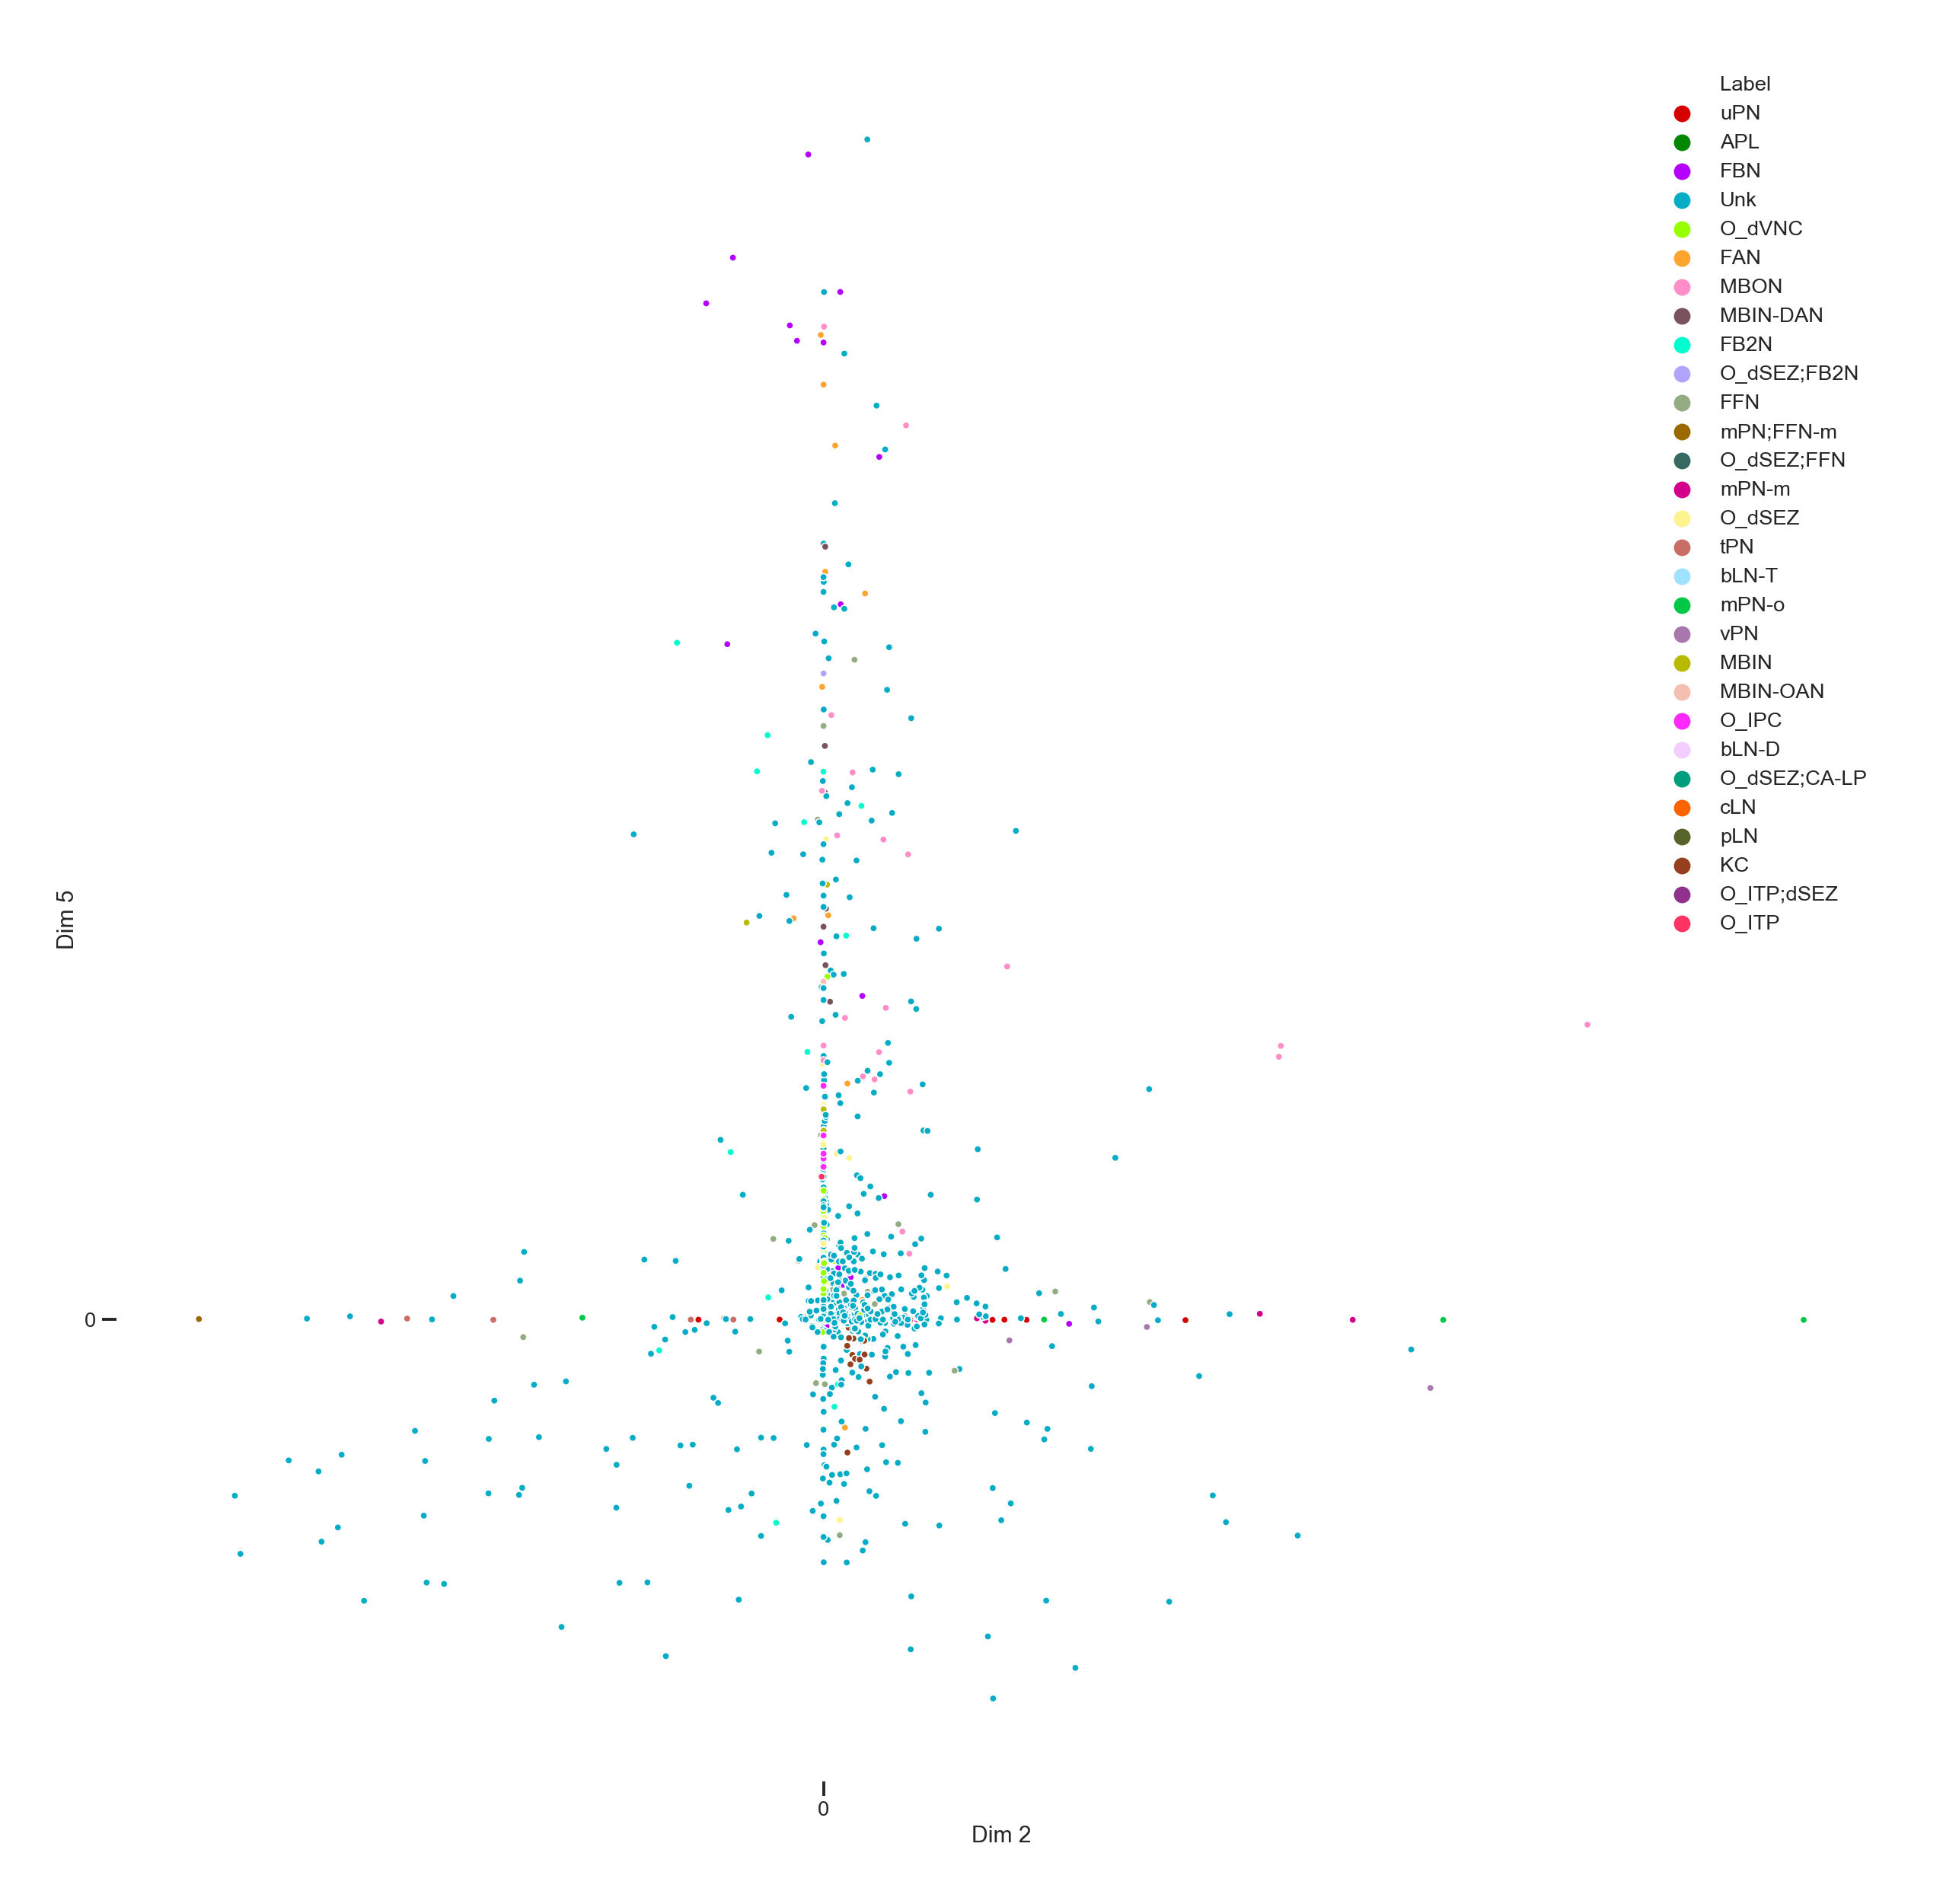 Label
uPN
APL
FBN
Unk
O_dVNC
FAN
MBON
MBIN-DAN
FB2N
O_dSEZ;FB2N
FFN
mPN;FFN-m
O_dSEZ;FFN
mPN-m
O_dSEZ
tPN
bLN-T
mPN-o
vPN
MBIN
MBIN-OAN
O_IPC
bLN-D
O_dSEZ;CA-LP
cLN
pLN
KC
O_ITP;dSEZ
O_ITP
Dim 5
0
0
Dim 2